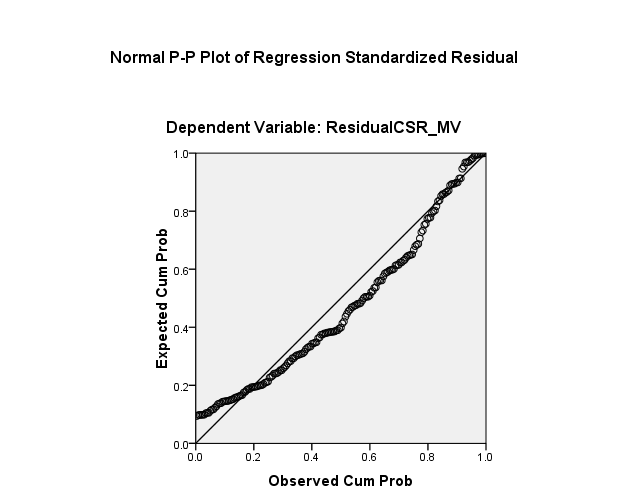 Normal P-P Plot of Regression Standardized Residual
Dependent Variable: ResidualCSR_MV
1.0
0.8
0.6
0.4
0.2
0.0
Expected Cum Prob
0.0 0.2 0.4 0.6 0.8 1.0
Observed Cum Prob